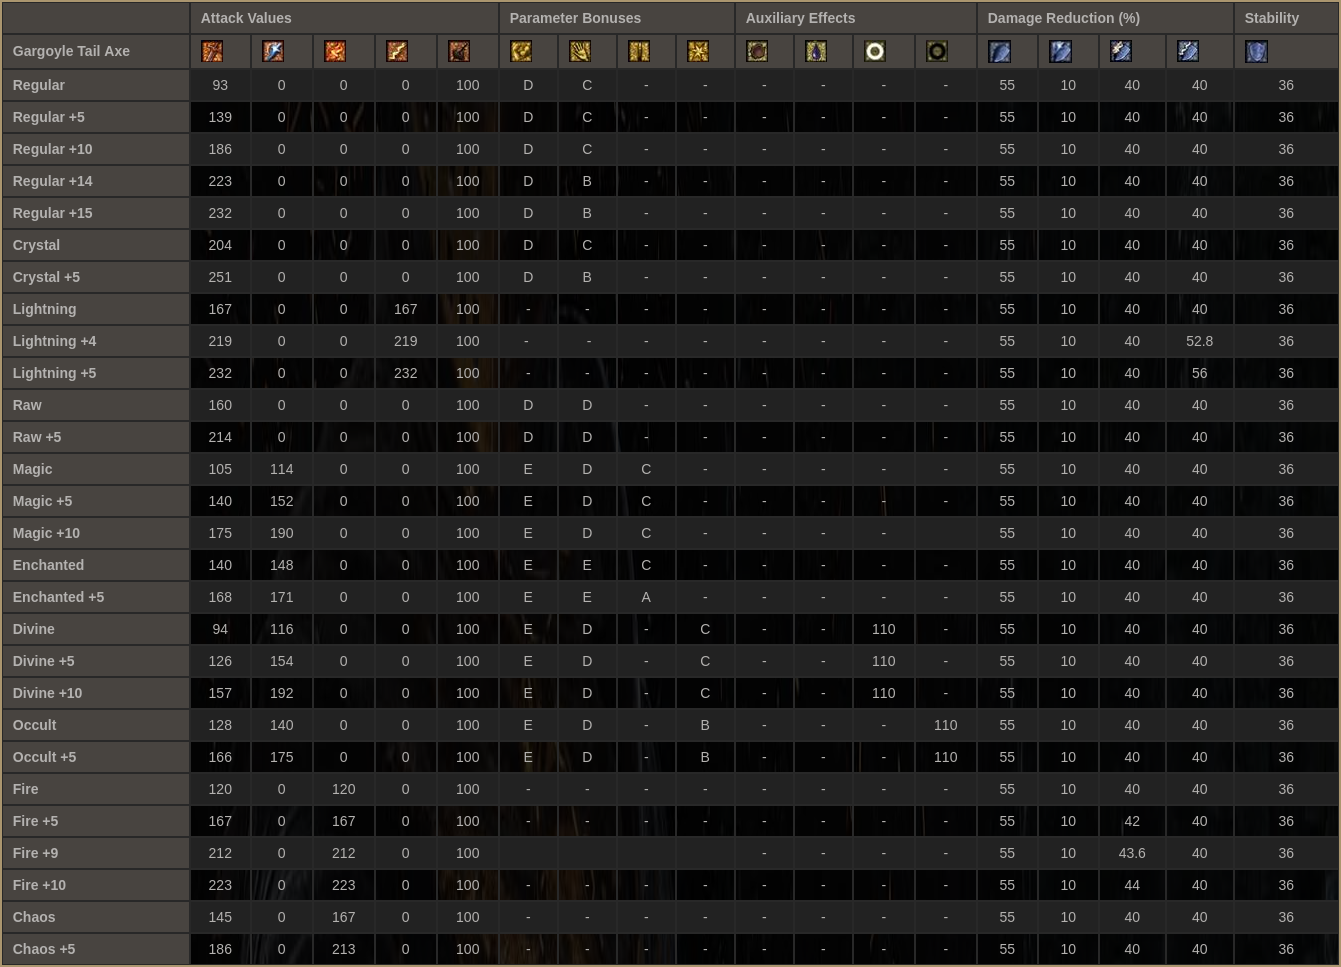 Attack Values Parameter Bonuses Auxiliary Effects Damage Reduction (%) Stability
Gargoyle Tail Axe
Regular 93 0 0 0 100 D C - - - - - - 55 10 40 40 36
Regular +5 139 0 0 0 100 D C - - - - - - 55 10 40 40 36
Regular +10 186 0 0 0 100 D C - - - - - - 55 10 40 40 36
Regular +14 223 0 0 0 100 D B - - - - - - 55 10 40 40 36
Regular +15 232 0 0 0 100 D B - - - - - - 55 10 40 40 36
Crystal 204 0 0 0 100 D C - - - - - - 55 10 40 40 36
Crystal +5 251 0 0 0 100 D B - - - - - - 55 10 40 40 36
Lightning 167 0 0 167 100 - - - - - - - - 55 10 40 40 36
Lightning +4 219 0 0 219 100 - - - - - - - - 55 10 40 52.8 36
Lightning +5 232 0 0 232 100 - - - - - - - - 55 10 40 56 36
Raw 160 0 0 0 100 D D - - - - - - 55 10 40 40 36
Raw +5 214 0 0 0 100 D D - - - - - - 55 10 40 40 36
Magic 105 114 0 0 100 E D C - - - - - 55 10 40 40 36
Magic +5 140 152 0 0 100 E D C - - - - - 55 10 40 40 36
Magic +10 175 190 0 0 100 E D C - - - - 55 10 40 40 36
Enchanted 140 148 0 0 100 E E C - - - - - 55 10 40 40 36
Enchanted +5 168 171 0 0 100 E E A - - - - - 55 10 40 40 36
Divine 94 116 0 0 100 E D - C - - 110 - 55 10 40 40 36
Divine +5 126 154 0 0 100 E D - C - - 110 - 55 10 40 40 36
Divine +10 157 192 0 0 100 E D - C - - 110 - 55 10 40 40 36
Occult 128 140 0 0 100 E D - B - - - 110 55 10 40 40 36
Occult +5 166 175 0 0 100 E D - B - - - 110 55 10 40 40 36
Fire 120 0 120 0 100 - - - - - - - - 55 10 40 40 36
Fire +5 167 0 167 0 100 - - - - - - - - 55 10 42 40 36
Fire +9 212 0 212 0 100 - - - - 55 10 43.6 40 36
Fire +10 223 0 223 0 100 - - - - - - - - 55 10 44 40 36
Chaos 145 0 167 0 100 - - - - - - - - 55 10 40 40 36
Chaos +5 186 0 213 0 100 - - - - - - - - 55 10 40 40 36